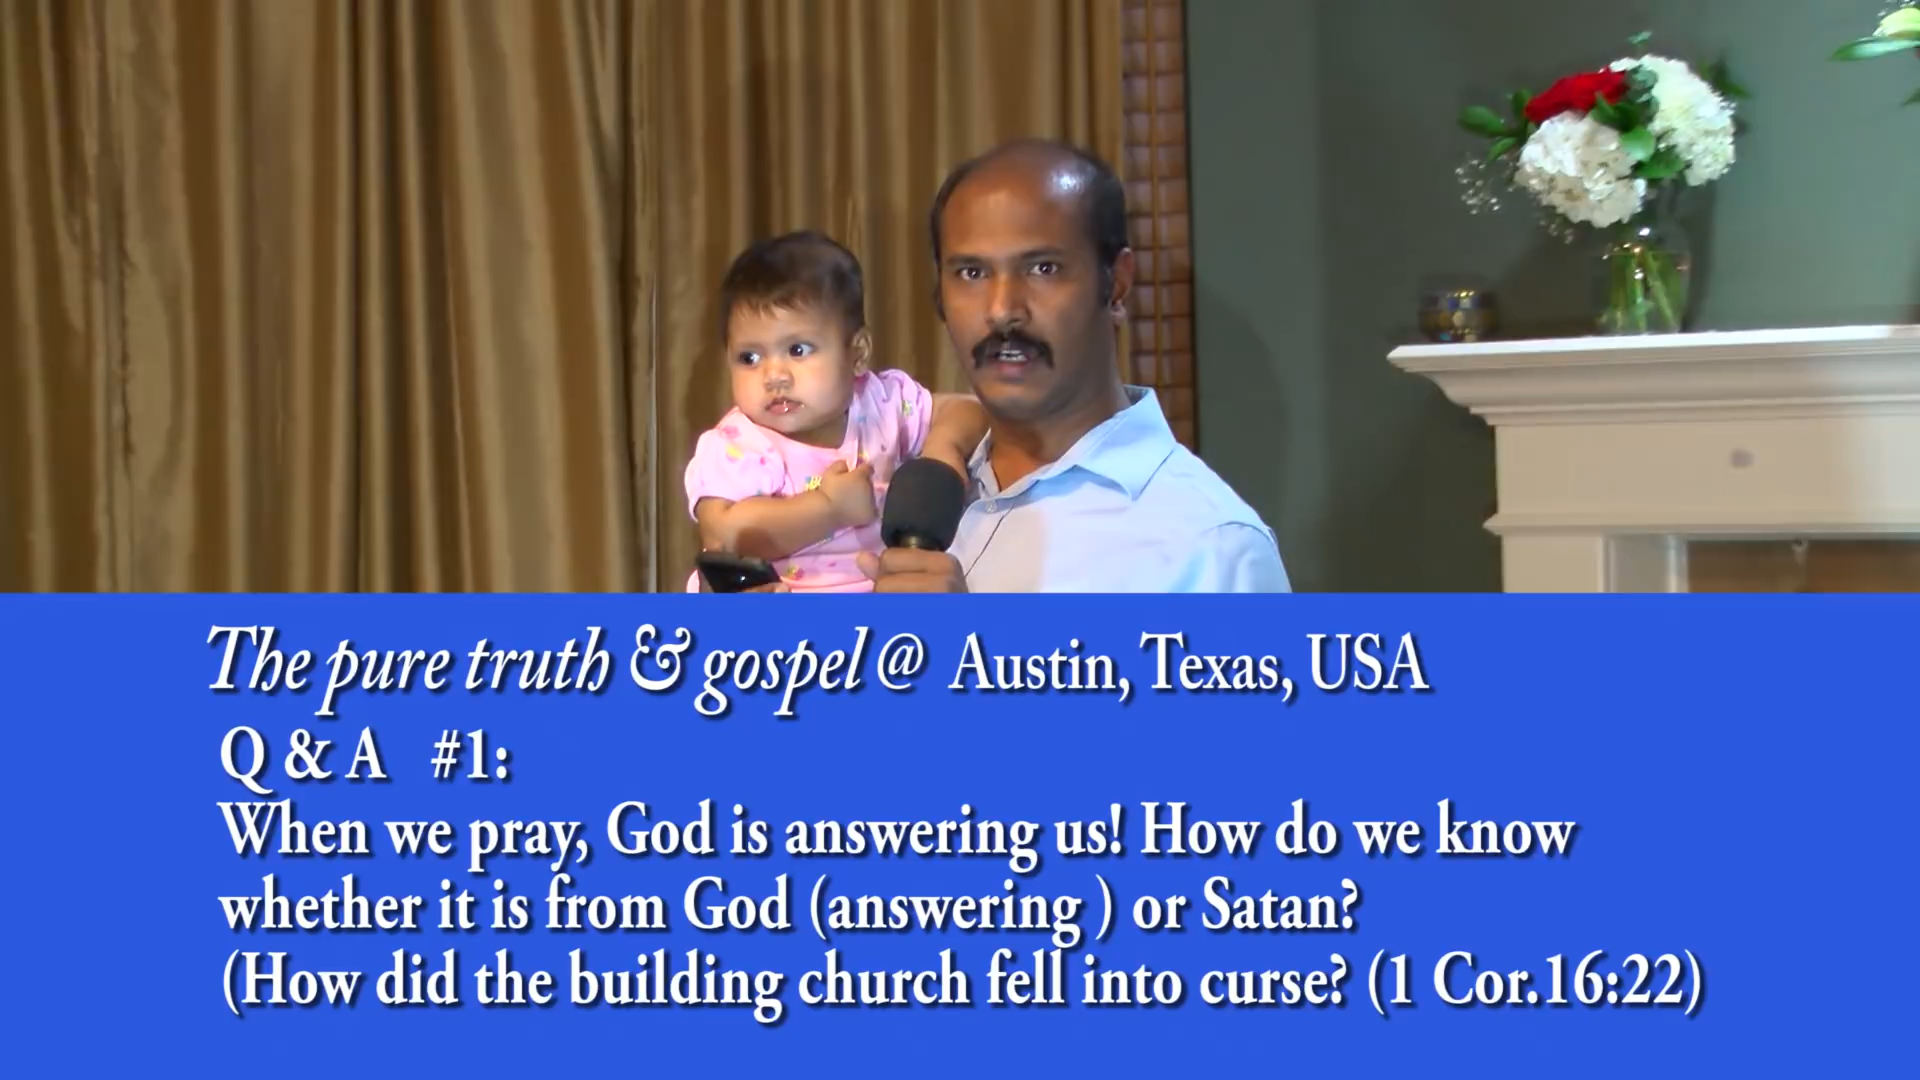 The pure truth & gospel @ Austin, Texas, USA
Q & A #1:
When we pray, God is answering us! How do we know
whether it is from God (answering ) or Satan?
(How did the building church fell into curse? (1 Cor.16:22)